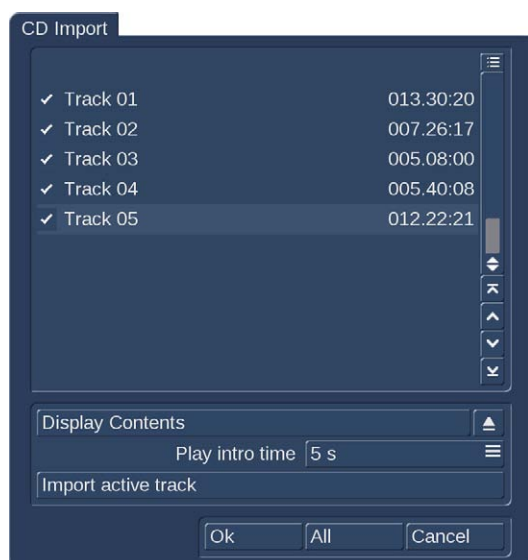 CD Import
Track 01 013.30:20
Track 02 007.26:17
Track 03 005.08:00
Track 04 005.40:08
Track 05 012.22:21
Display Contents
Play intro time 5 s
Import active track
Ok All Cancel